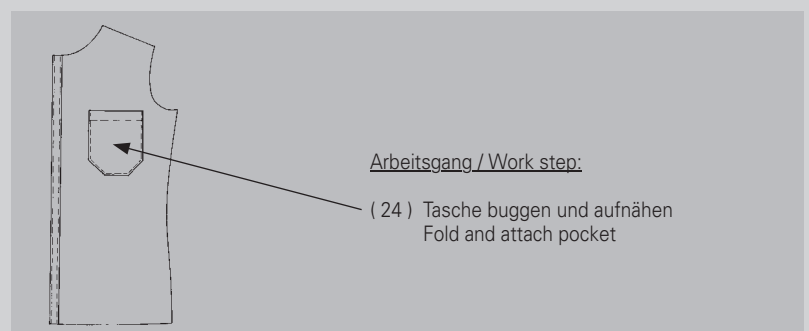 Arbeitsgang / Work step:
( 24 ) Tasche buggen und aufnähen
Fold and attach pocket